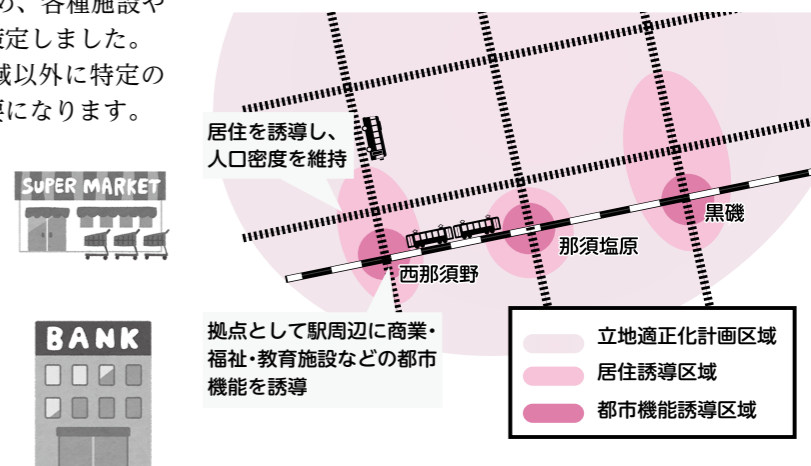 め、各種施設や
定しました。
域以外に特定の
要になります。
SUPER MARKET
BANK
居住を誘導し、
人口密度を維持
西那須野
那須塩原
黒磯
拠点として駅周辺に商業・
福祉・教育施設などの都市
機能を誘導
立地適正化計画区域
居住誘導区域
都市機能誘導区域